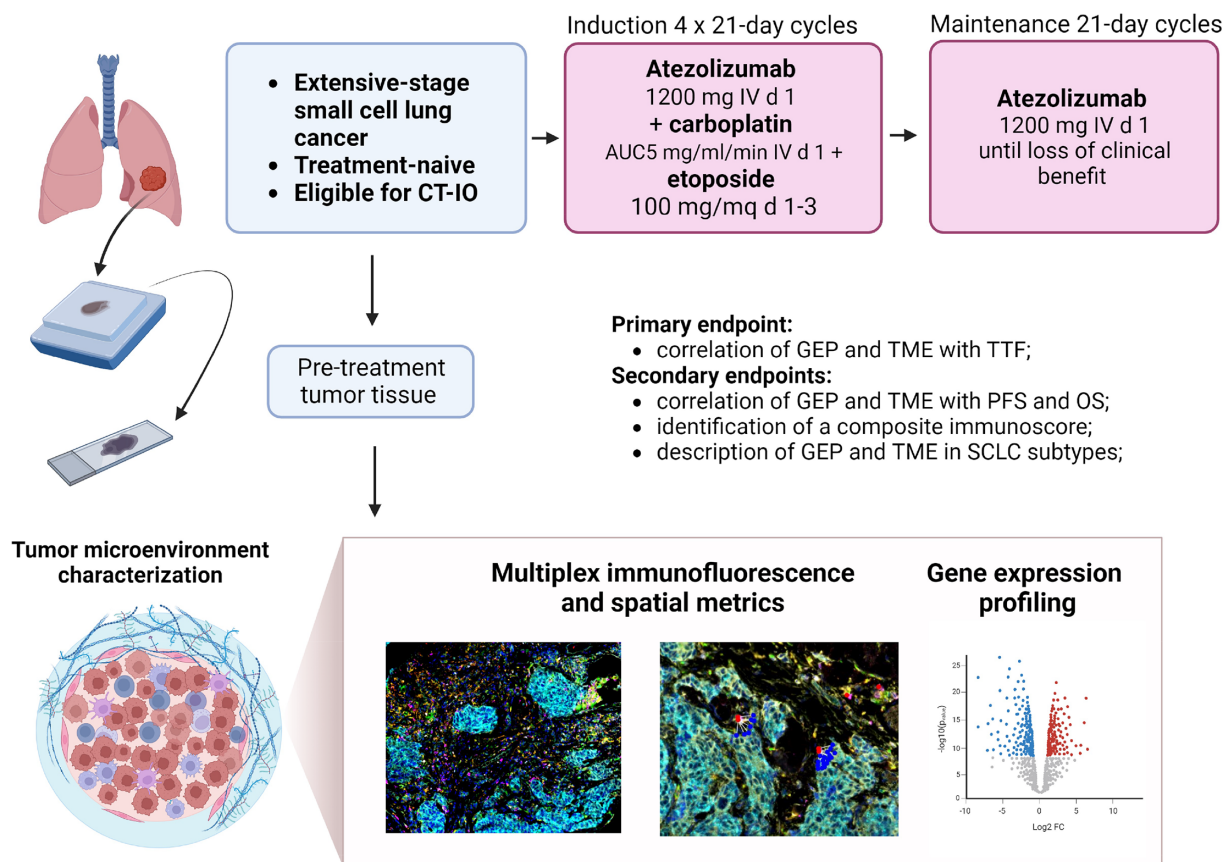 Induction 4 x 21-day cycles
Maintenance 21-day cycles
• Extensive-stage
small cell lung
cancer
• Treatment-naive
• Eligible for CT-IO
Atezolizumab
1200 mg IV d 1
+ carboplatin
AUC5 mg/ml/min IV d 1 +
etoposide
100 mg/mq d 1-3
Atezolizumab
1200 mg IV d 1
until loss of clinical
benefit
Pre-treatment
tumor tissue
Primary endpoint:
• correlation of GEP and TME with TTF;
Secondary endpoints:
• correlation of GEP and TME with PFS and OS;
• identification of a composite immunoscore;
• description of GEP and TME in SCLC subtypes;
Tumor microenvironment
characterization
Multiplex immunofluorescence
and spatial metrics
Gene expression
profiling
25
20
15
10
5
0
-log10(pvalue)
-10
-5
0
5
10
Log2 FC